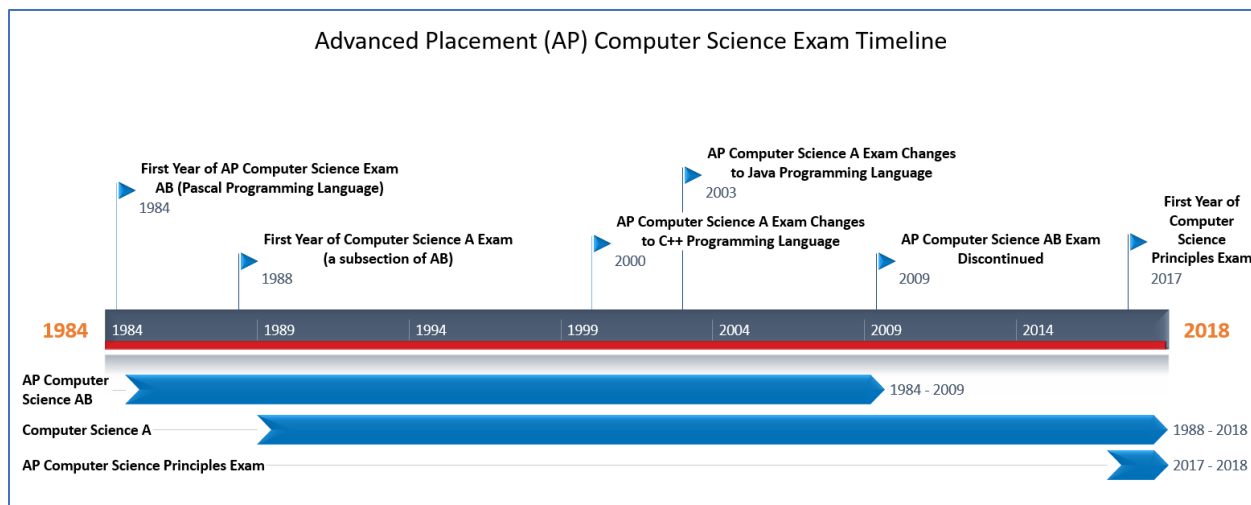 Advanced Placement (AP) Computer Science Exam Timeline
First Year of AP Computer Science Exam
AB (Pascal Programming Language)
1984
First Year of Computer Science A Exam
(a subsection of AB)
1988
AP Computer Science A Exam Changes
to C++ Programming Language
2000
AP Computer Science A Exam Changes
to Java Programming Language
2003
AP Computer Science AB Exam
Discontinued
2009
First Year of
Computer
Science
Principles Exam
2017
1984
1984
1989
1994
1999
2004
2009
2014
2018
AP Computer
Science AB
1984 - 2009
Computer Science A
1988 - 2018
AP Computer Science Principles Exam
2017 - 2018